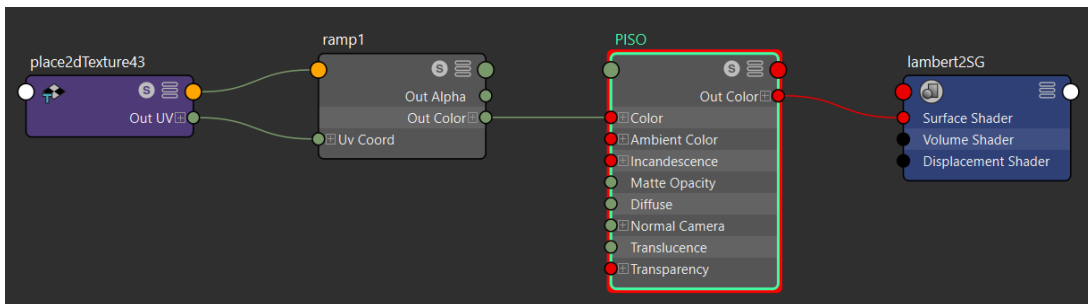 place2dTexture43
Out UV
ramp1
Out Alpha
Out Color
Uv Coord
PISO
Out Color
Color
Ambient Color
Incandescence
Matte Opacity
Diffuse
Normal Camera
Translucence
Transparency
lambert2SG
Surface Shader
Volume Shader
Displacement Shader